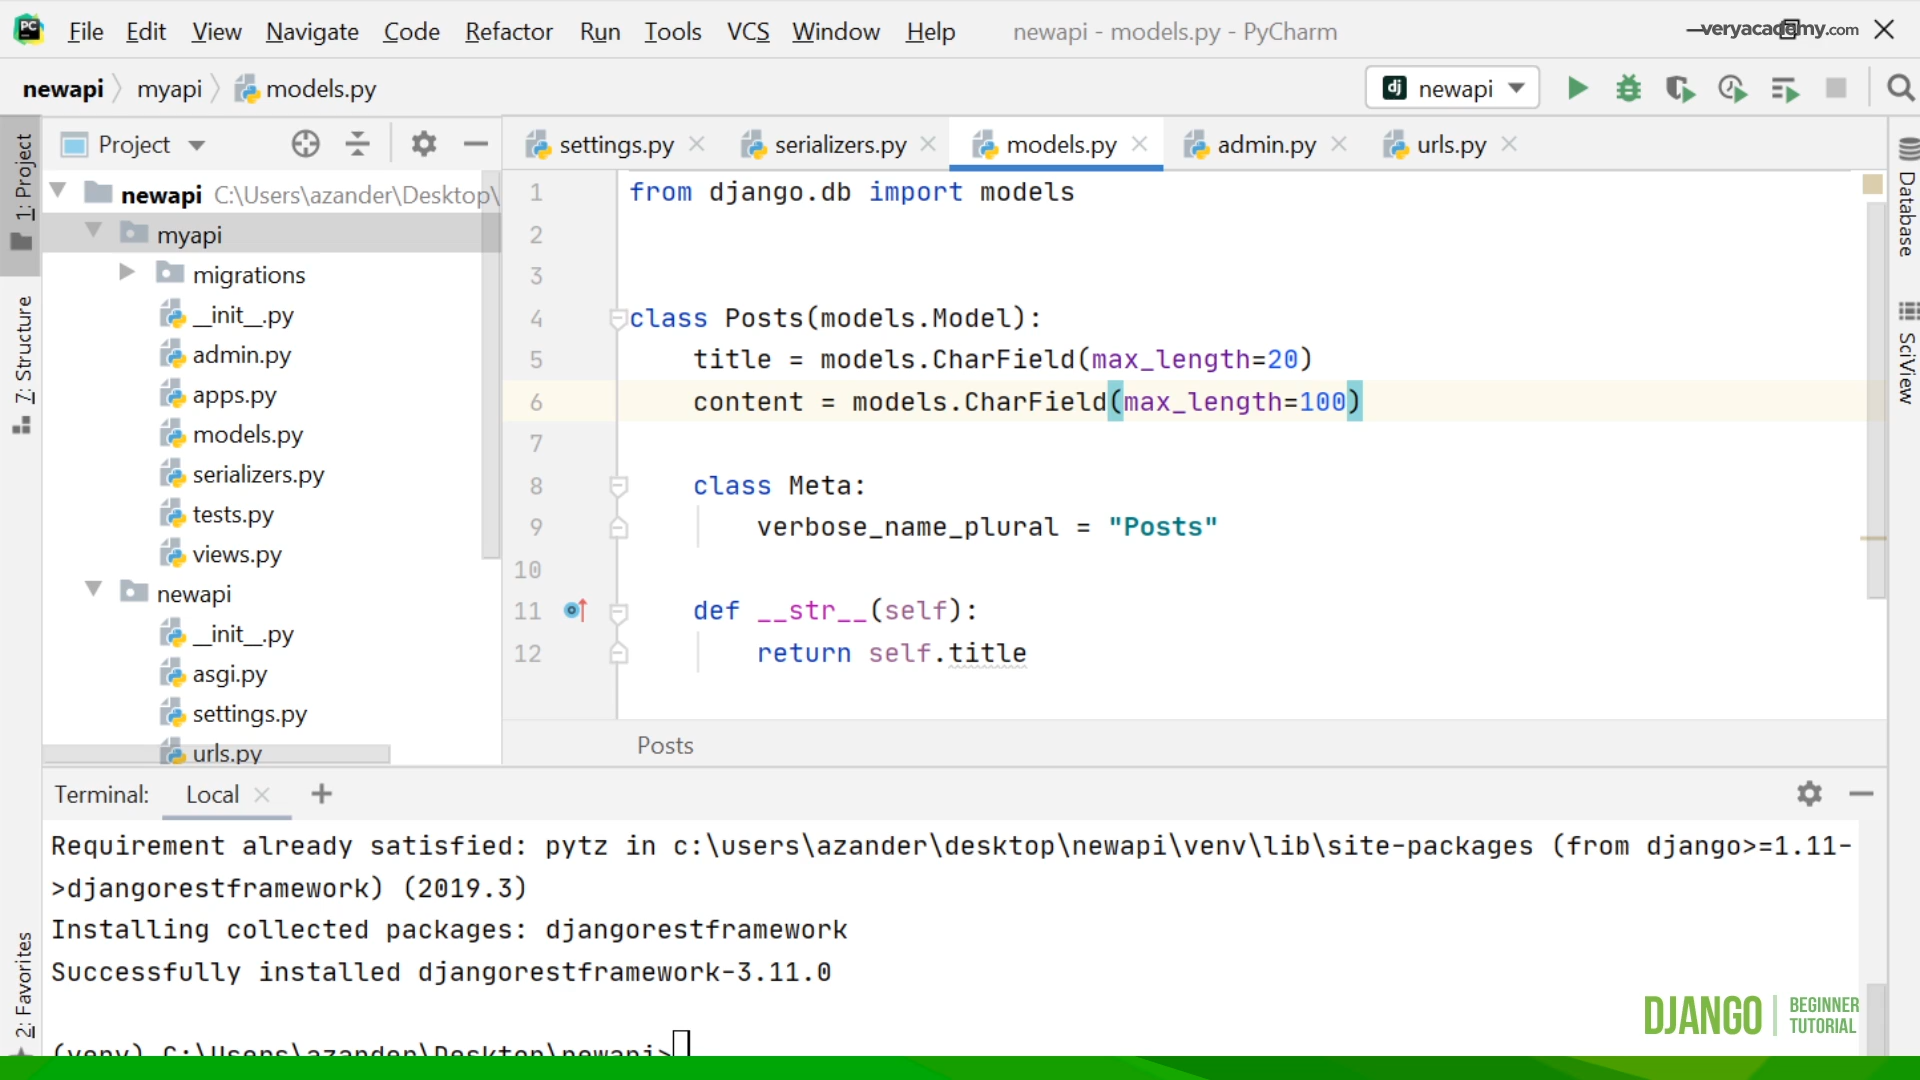 File Edit View Navigate Code Refactor Run Tools VCS Window Help newapi - models.py - PyCharm
veryacademy.com
newapi myapi models.py
newapi
1: Project
7: Structure
2: Favorites
Project
newapi C:\Users\azander\Desktop\
myapi
migrations
__init__.py
admin.py
apps.py
models.py
serializers.py
tests.py
views.py
newapi
__init__.py
asgi.py
settings.py
urls.py
settings.py serializers.py models.py admin.py urls.py
1 from django.db import models
2
3
4 class Posts(models.Model):
5 title = models.CharField(max_length=20)
6 content = models.CharField(max_length=100)
7
8 class Meta:
9 verbose_name_plural = "Posts"
10
11 def __str__(self):
12 return self.title
Posts
Database
SciView
Terminal: Local
Requirement already satisfied: pytz in c:\users\azander\desktop\newapi\venv\lib\site-packages (from django>=1.11-
>djangorestframework) (2019.3)
Installing collected packages: djangorestframework
Successfully installed djangorestframework-3.11.0
(venv) C:\Users\azander\Desktop\newapi>
DJANGO
BEGINNER
TUTORIAL